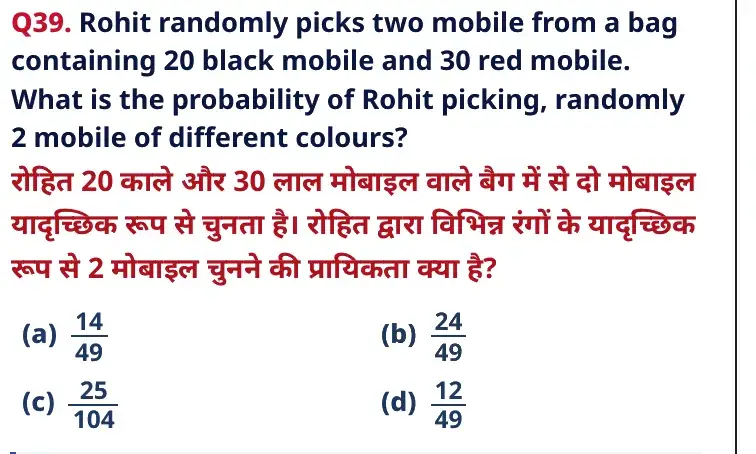 Q39. Rohit randomly picks two mobile from a bag
containing 20 black mobile and 30 red mobile.
What is the probability of Rohit picking, randomly
2 mobile of different colours?
रोहित 20 काले और 30 लाल मोबाइल वाले बैग में से दो मोबाइल
यादृच्छिक रूप से चुनता है। रोहित द्वारा विभिन्न रंगों के यादृच्छिक
रूप से 2 मोबाइल चुनने की प्रायिकता क्या है?
(a) 14/49 (b) 24/49
(c) 25/104 (d) 12/49